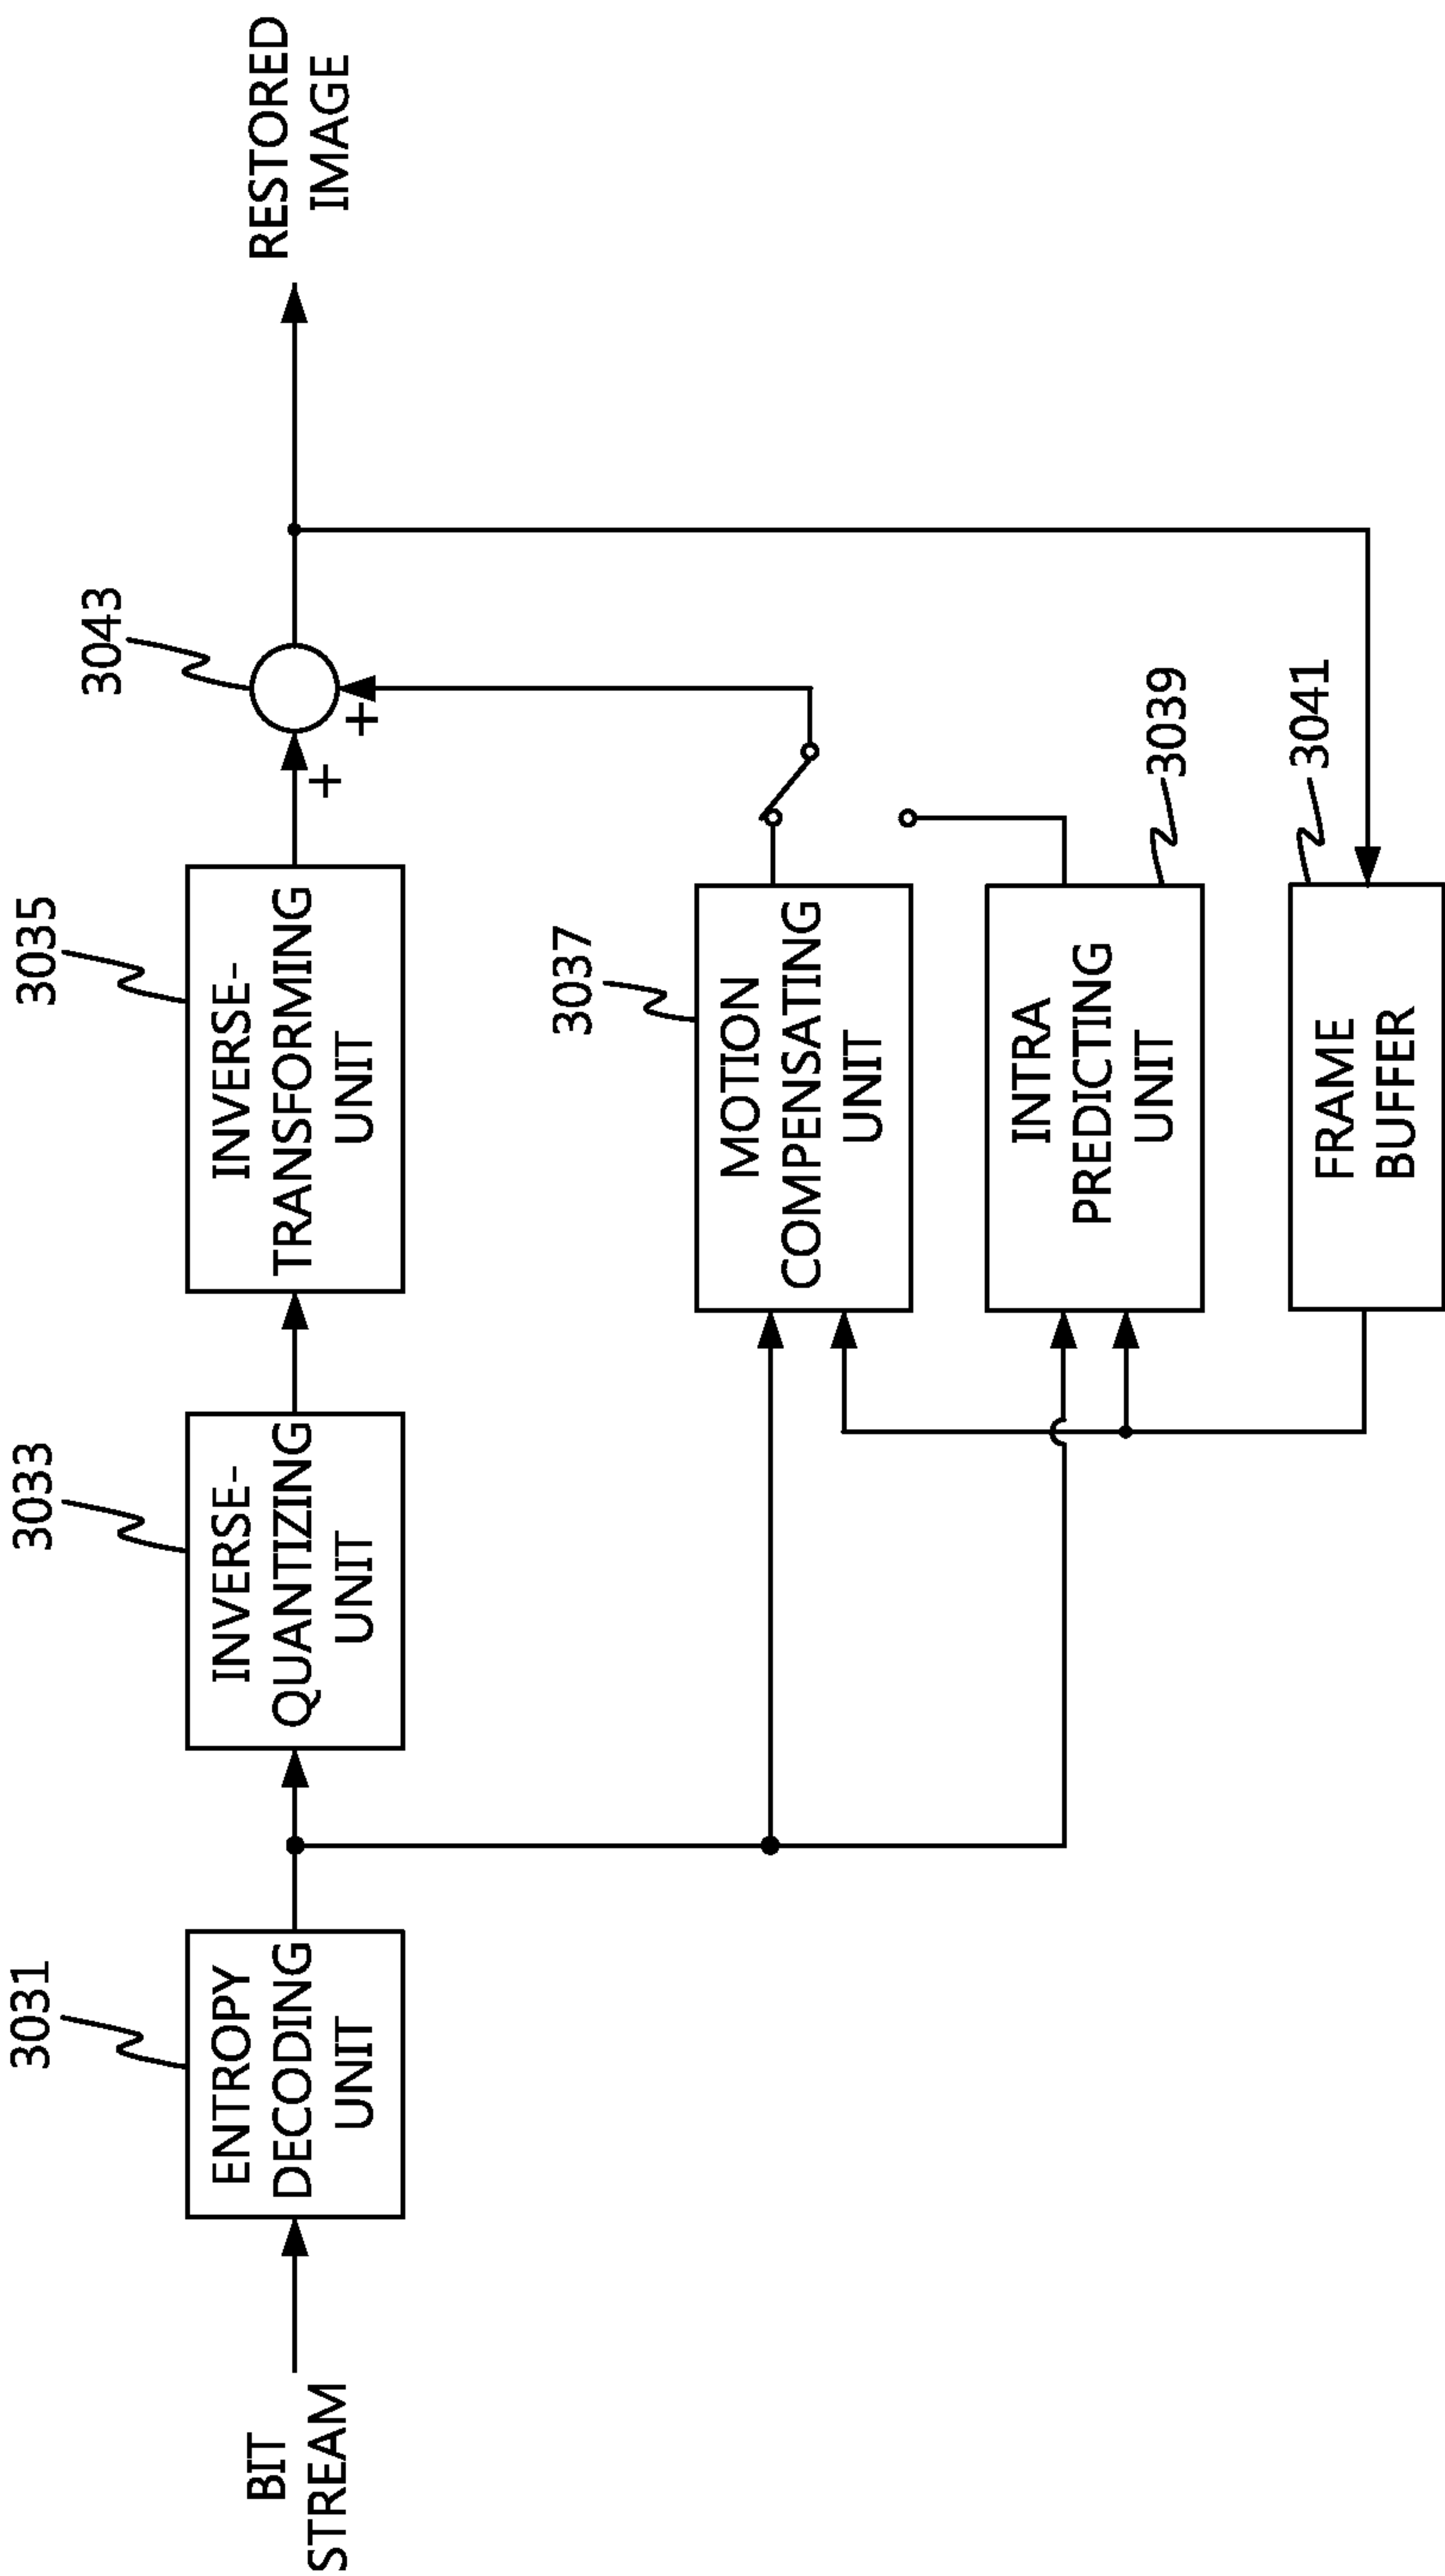 3031
3033
3035
3043
BIT
STREAM
ENTROPY
DECODING
UNIT
INVERSE-
QUANTIZING
UNIT
INVERSE-
TRANSFORMING
UNIT
+
+
RESTORED
IMAGE
3037
MOTION
COMPENSATING
UNIT
3039
INTRA
PREDICTING
UNIT
3041
FRAME
BUFFER